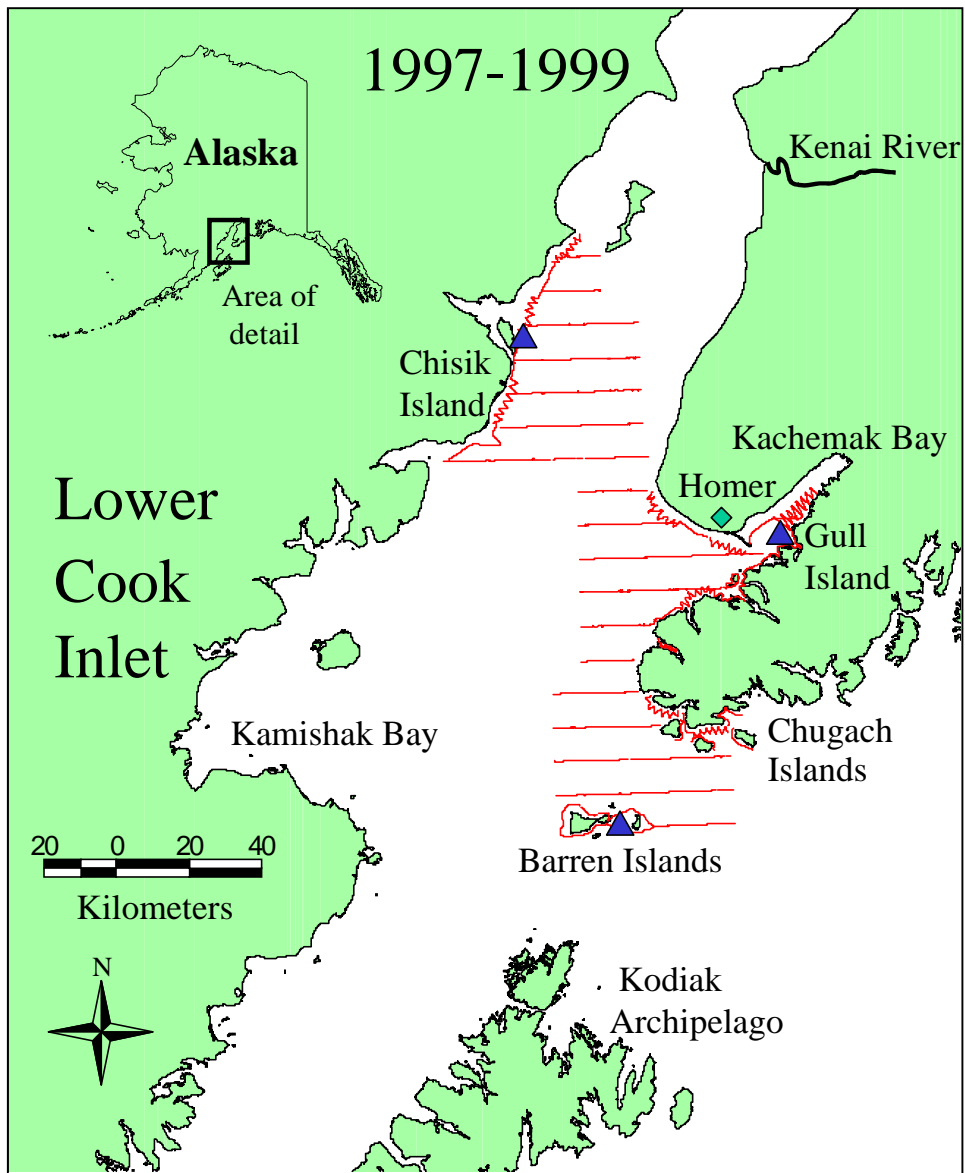 1997-1999
Alaska
Area of
detail
Kenai River
Chisik
Island
Kachemak Bay
Homer
Gull
Island
Lower
Cook
Inlet
Kamishak Bay
Chugach
Islands
Barren Islands
20 0 20 40
Kilometers
N
Kodiak
Archipelago